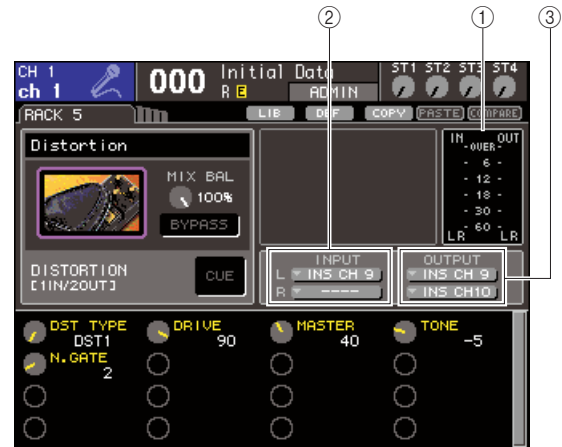 ② ① ③
CH 1 000 Initial Data ST1 ST2 ST3 ST4
ch 1 R E ADMIN
RACK 5 LIB DEF COPY PASTE COMPARE
Distortion
IN OUT
-OVER-
- 6 -
- 12 -
- 18 -
- 30 -
- 60 -
LR LR
MIX BAL
100%
BYPASS
DISTORTION
[1IN/2OUT]
CUE
INPUT
L INS CH 9
R ----
OUTPUT
INS CH 9
INS CH10
DST TYPE DRIVE MASTER TONE
DST1 90 40 -5
N.GATE
2